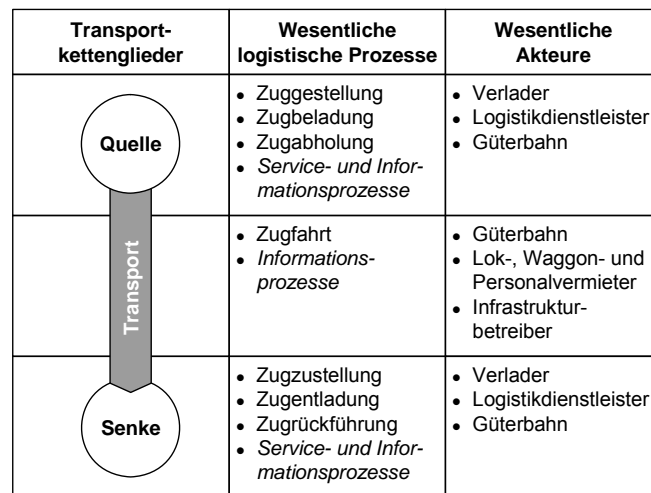 Transport-
kettenglieder
Wesentliche
logistische Prozesse
Wesentliche
Akteure
Quelle
• Zuggestellung
• Zugbeladung
• Zugabholung
• Service- und Infor-
mationsprozesse
• Verlader
• Logistikdienstleister
• Güterbahn
Transport
• Zugfahrt
• Informations-
prozesse
• Güterbahn
• Lok-, Waggon- und
Personalvermieter
• Infrastruktur-
betreiber
Senke
• Zugzustellung
• Zugentladung
• Zugrückführung
• Service- und Infor-
mationsprozesse
• Verlader
• Logistikdienstleister
• Güterbahn